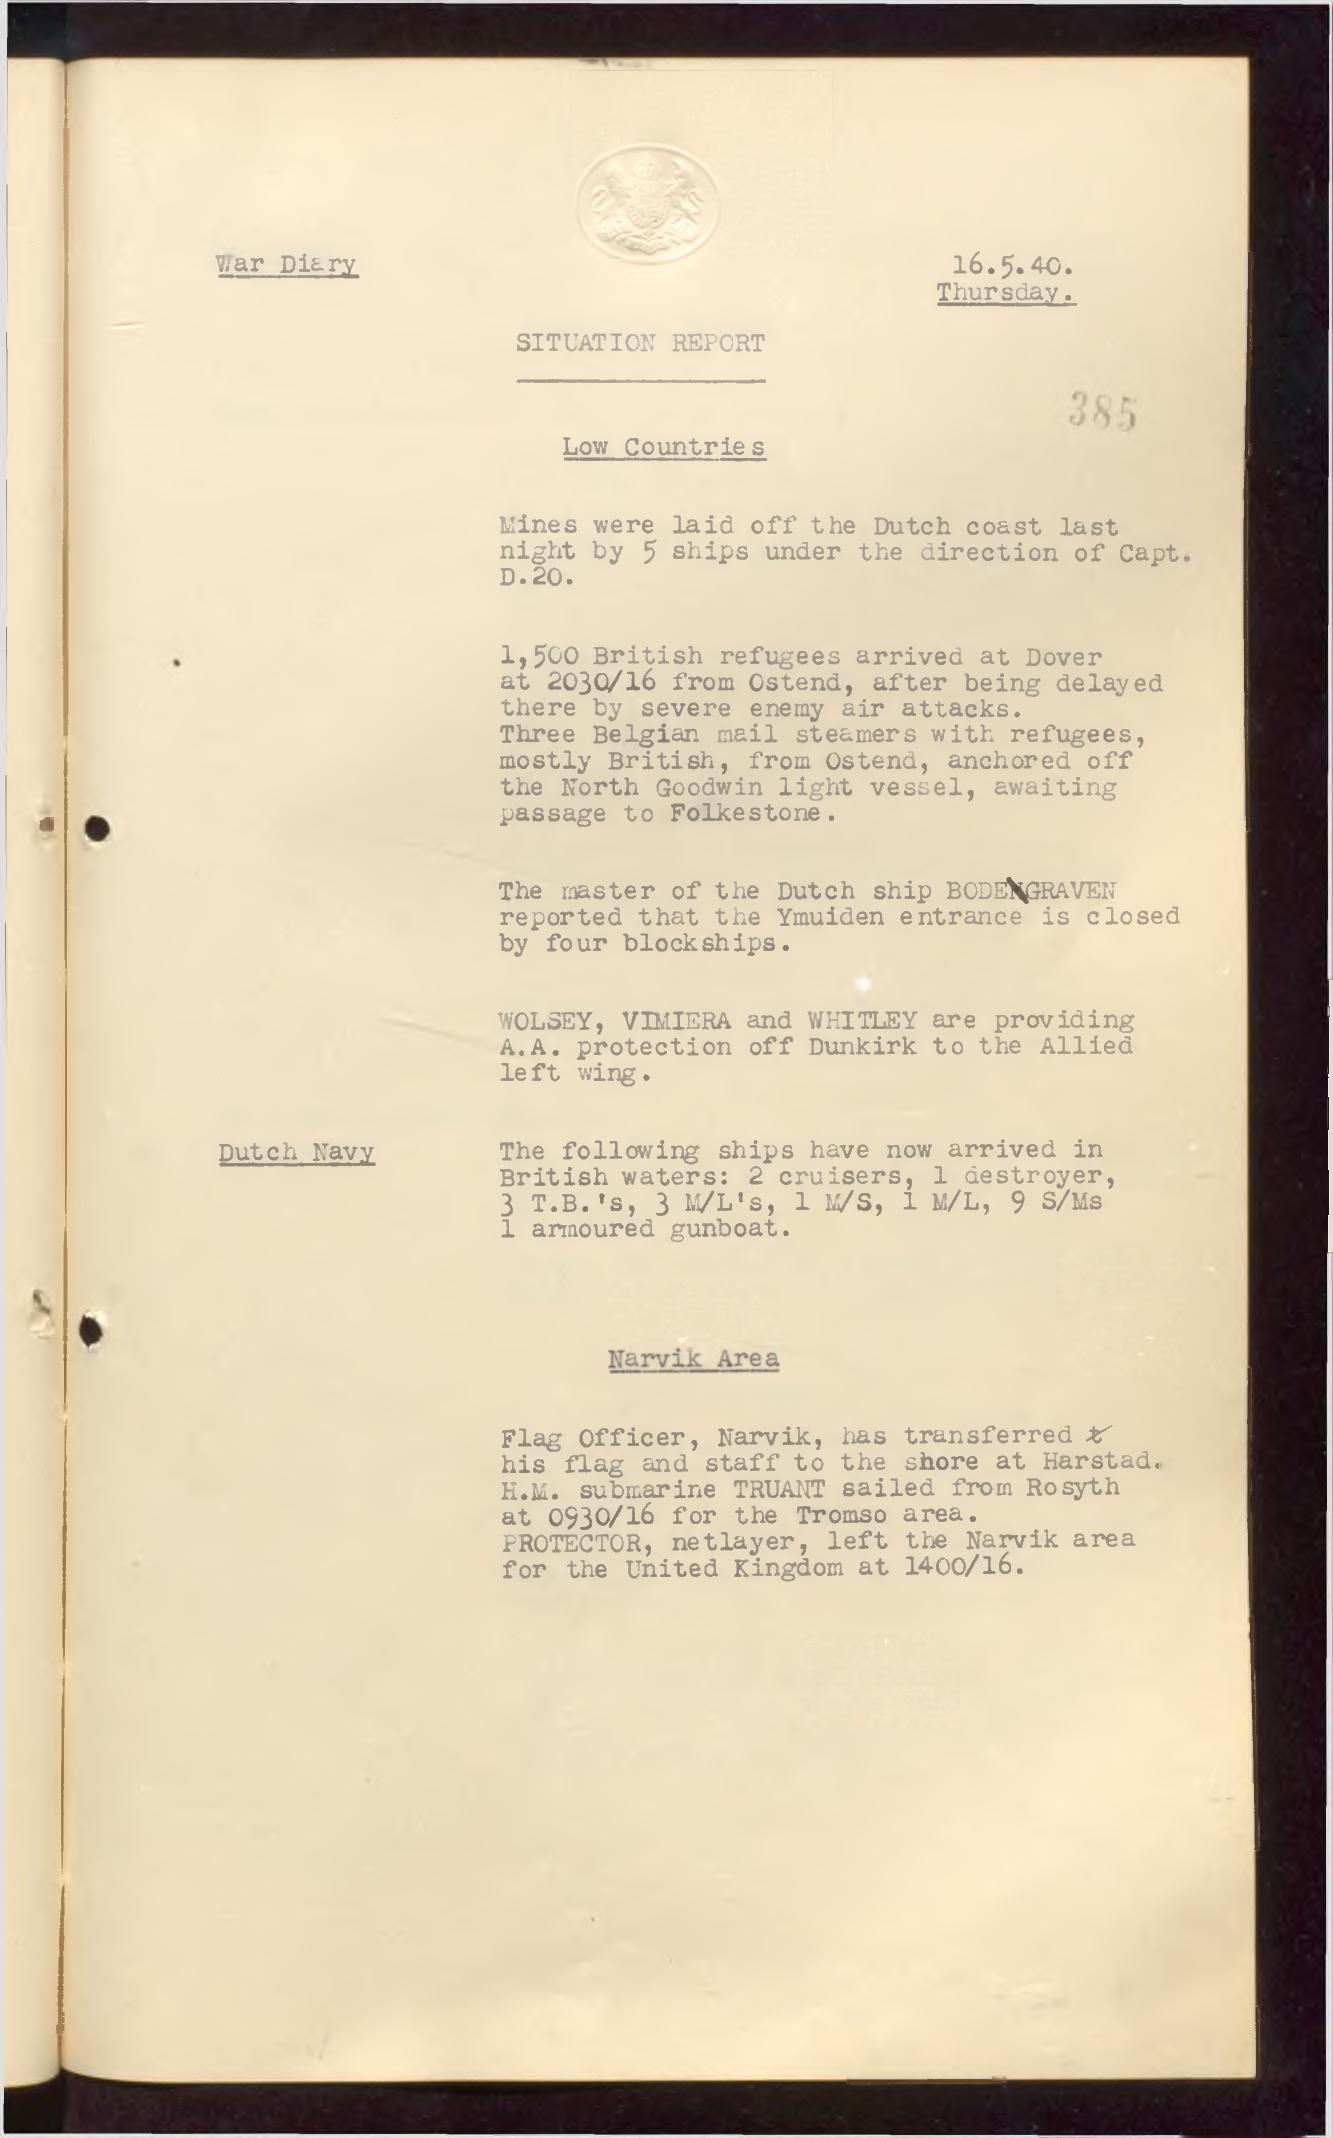 War Diary
16.5.40.
Thursday.
SITUATION REPORT
385
Low Countries
Mines were laid off the Dutch coast last
night by 5 ships under the direction of Capt.
D.20.
1,500 British refugees arrived at Dover
at 2030/16 from Ostend, after being delayed
there by severe enemy air attacks.
Three Belgian mail steamers with refugees,
mostly British, from Ostend, anchored off
the North Goodwin light vessel, awaiting
passage to Folkestone.
The master of the Dutch ship BODENGRAVEN
reported that the Ymuiden entrance is closed
by four blockships.
WOLSEY, VIMIERA and WHITLEY are providing
A.A. protection off Dunkirk to the Allied
left wing.
Dutch Navy
The following ships have now arrived in
British waters: 2 cruisers, 1 destroyer,
3 T.B.'s, 3 M/L's, 1 M/S, 1 M/L, 9 S/Ms
1 armoured gunboat.
Narvik Area
Flag Officer, Narvik, has transferred t
his flag and staff to the shore at Harstad.
H.M. submarine TRUANT sailed from Rosyth
at 0930/16 for the Tromso area.
PROTECTOR, netlayer, left the Narvik area
for the United Kingdom at 1400/16.